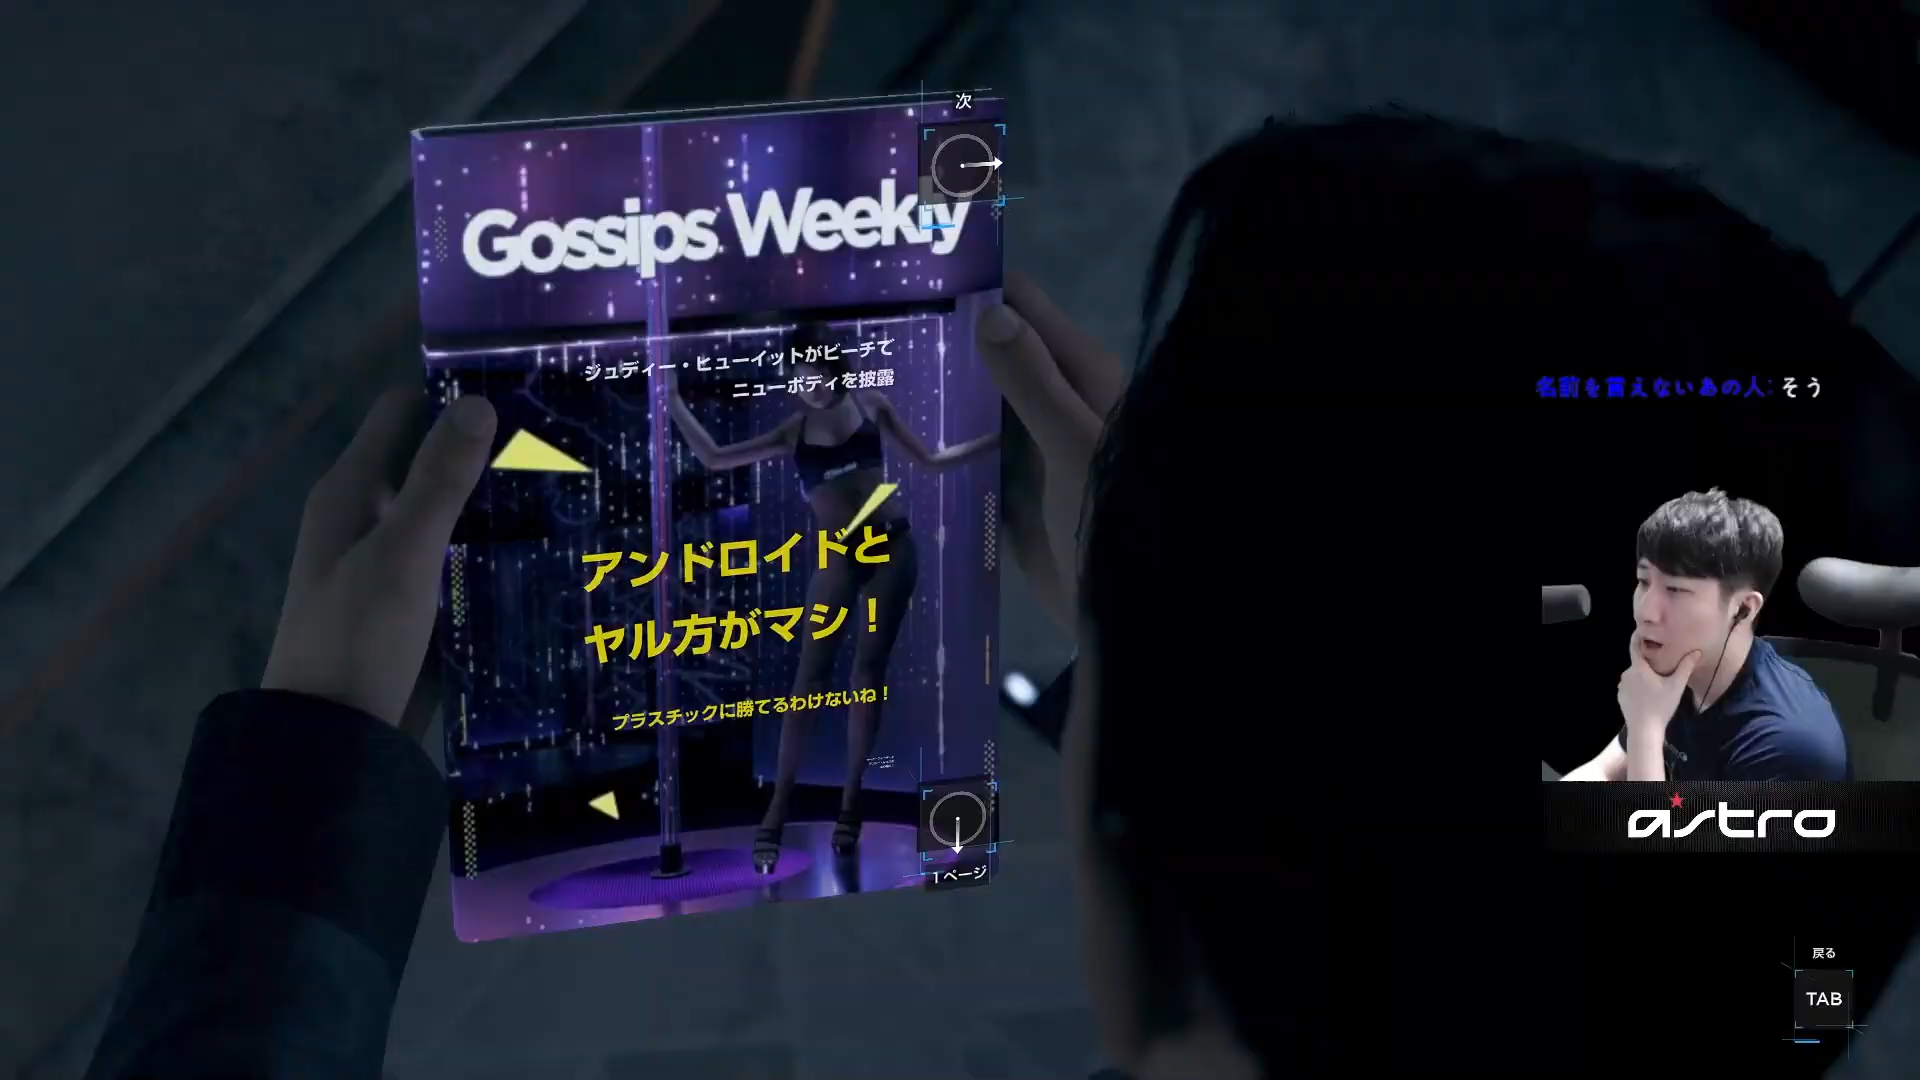 次
Gossips Weekly
ジュディー・ヒューイットがビーチで
ニューボディを披露
アンドロイドと
ヤル方がマシ！
プラスチックに勝てるわけないね！
1ページ
名前を言えないあの人: そう
astro
戻る
TAB